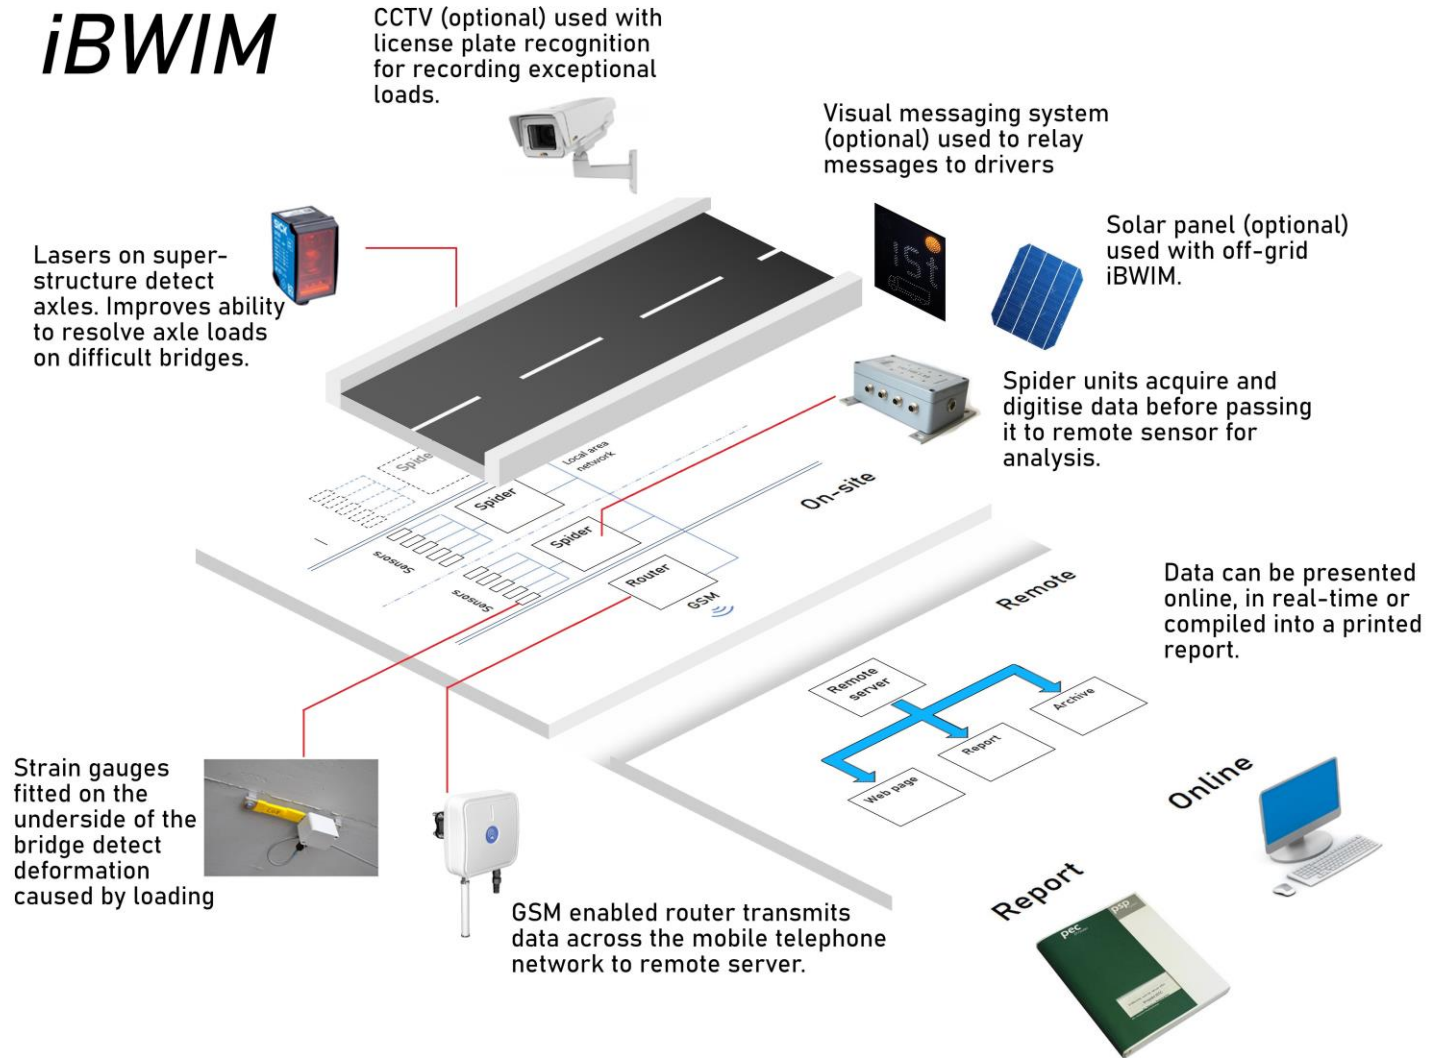 iBWIM
CCTV (optional) used with
license plate recognition
for recording exceptional
loads.
Visual messaging system
(optional) used to relay
messages to drivers
Solar panel (optional)
used with off-grid
iBWIM.
Lasers on super-
structure detect
axles. Improves ability
to resolve axle loads
on difficult bridges.
SICK
ist
Spider units acquire and
digitise data before passing
it to remote sensor for
analysis.
Spide
Local area
network
Spider
Spider
Sensors
Sensors
Router
GSM
On-site
Remote
Data can be presented
online, in real-time or
compiled into a printed
report.
Remote
server
Archive
Report
Web page
Online
Strain gauges
fitted on the
underside of the
bridge detect
deformation
caused by loading
GSM enabled router transmits
data across the mobile telephone
network to remote server.
Report
pec
psp